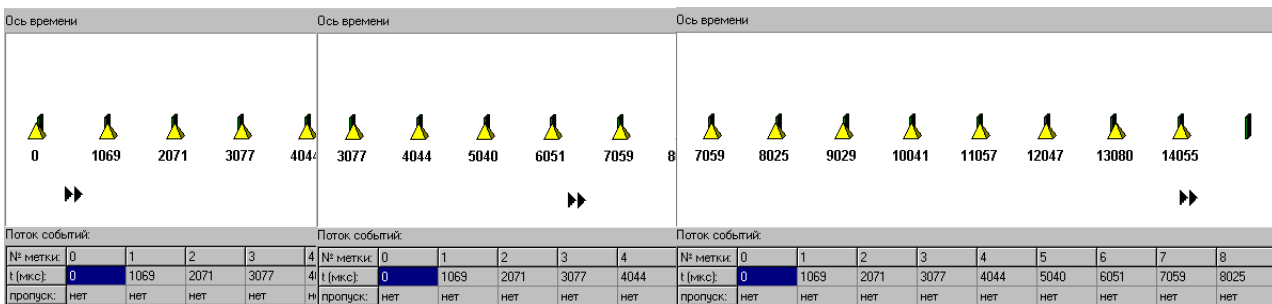 Ось времени Ось времени Ось времени
0 1069 2071 3077 4044 3077 4044 5040 6051 7059 8 7059 8025 9029 10041 11057 12047 13080 14055
Поток событий: Поток событий: Поток событий:
№ метки: 0 1 2 3 4 № метки: 0 1 2 3 4 № метки: 0 1 2 3 4 5 6 7 8
t (мкс): 0 1069 2071 3077 t (мкс): 0 1069 2071 3077 4044 t (мкс): 0 1069 2071 3077 4044 5040 6051 7059 8025
пропуск: нет нет нет нет пропуск: нет нет нет нет нет пропуск: нет нет нет нет нет нет нет нет нет